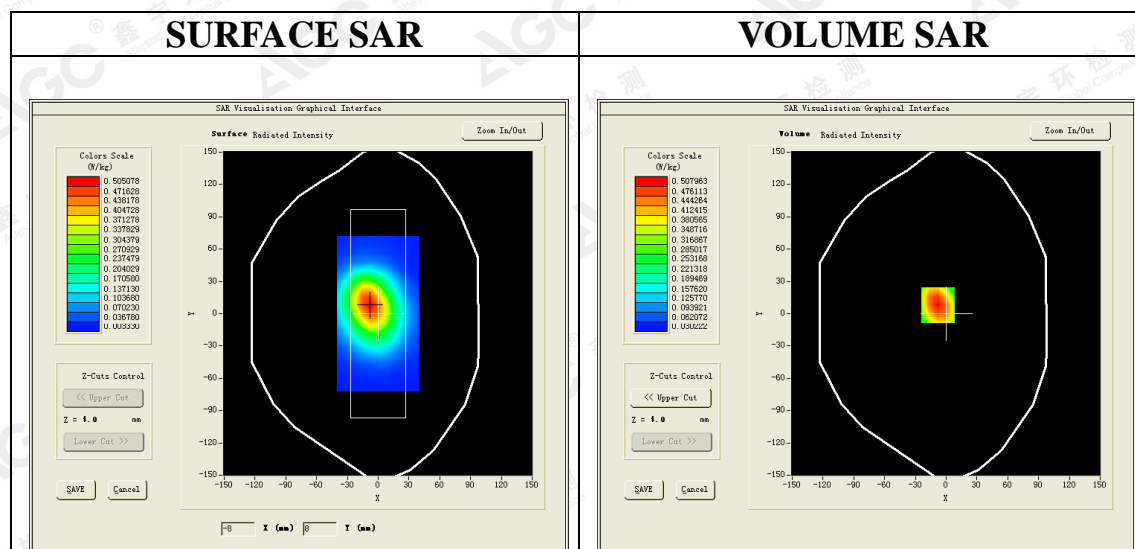 SURFACE SAR
VOLUME SAR
SAR Visualisation Graphical Interface
Surface Radiated Intensity
Zoom In/Out
Colors Scale
(W/kg)
0.505078
0.471628
0.438178
0.404728
0.371278
0.337829
0.304379
0.270929
0.237479
0.204029
0.170580
0.137130
0.103680
0.070230
0.036780
0.003330
150
120
90
60
30
0
-30
-60
-90
-120
-150
Y
-150 -120 -90 -60 -30 0 30 60 90 120 150
X
Z-Cuts Control
<< Upper Cut
Z = 4.0 mm
Lower Cut >>
SAVE Cancel
-8 X (mm) 8 Y (mm)
SAR Visualisation Graphical Interface
Volume Radiated Intensity
Zoom In/Out
Colors Scale
(W/kg)
0.507963
0.476113
0.444264
0.412415
0.380565
0.348716
0.316867
0.285017
0.253168
0.221318
0.189469
0.157620
0.125770
0.093921
0.062072
0.030222
150
120
90
60
30
0
-30
-60
-90
-120
-150
Y
-150 -120 -90 -60 -30 0 30 60 90 120 150
X
Z-Cuts Control
<< Upper Cut
Z = 4.0 mm
Lower Cut >>
SAVE Cancel